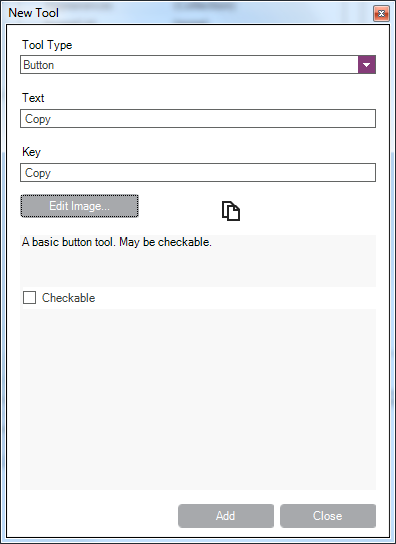 New Tool
Tool Type
Button
Text
Copy
Key
Copy
Edit Image...
A basic button tool. May be checkable.
Checkable
Add
Close